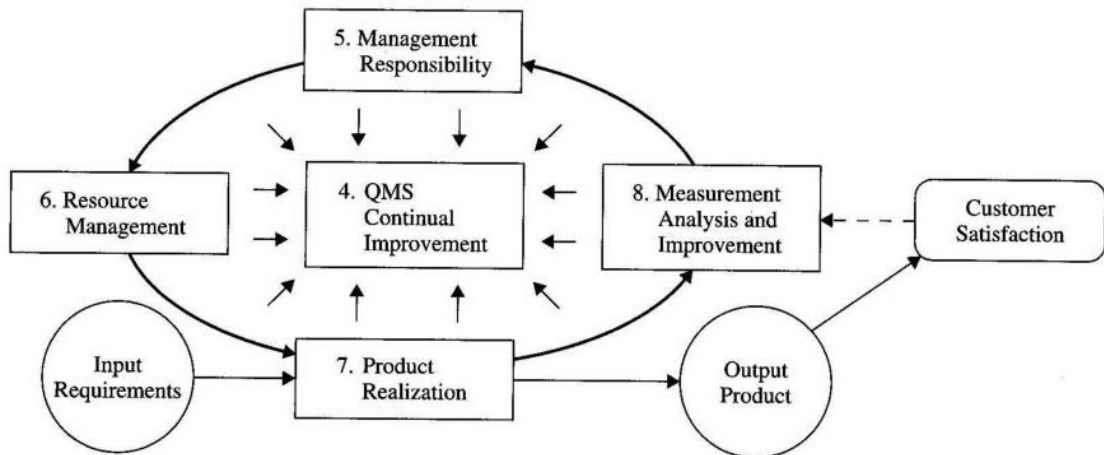 5. Management
Responsibility
6. Resource
Management
4. QMS
Continual
Improvement
8. Measurement
Analysis and
Improvement
Customer
Satisfaction
Input
Requirements
7. Product
Realization
Output
Product